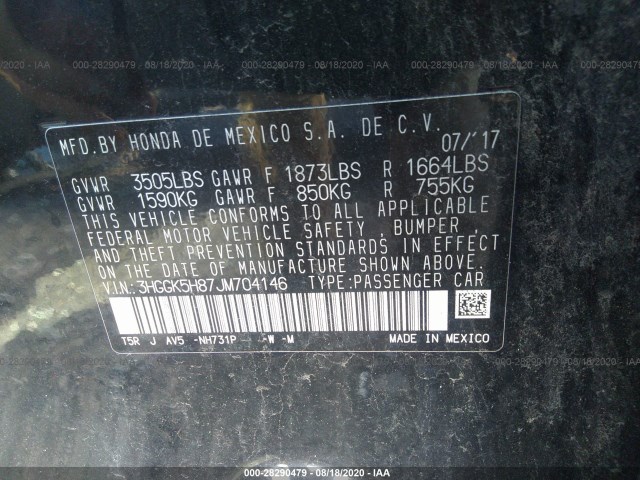 000-28290479 - 08/18/2020 - IAA
MFD.BY HONDA DE MEXICO S.A. DE C.V.
07/'17
GVWR 3505LBS GAWR F 1873LBS R 1664LBS
GVWR 1590KG GAWR F 850KG R 755KG
THIS VEHICLE CONFORMS TO ALL APPLICABLE
FEDERAL MOTOR VEHICLE SAFETY, BUMPER,
AND THEFT PREVENTION STANDARDS IN EFFECT
ON THE DATE OF MANUFACTURE SHOWN ABOVE.
V.I.N.:3HGGK5H87JM704146 TYPE:PASSENGER CAR
T5R J AV5 -NH731P -W -M MADE IN MEXICO
000-28290479 - 08/18/2020 - IAA